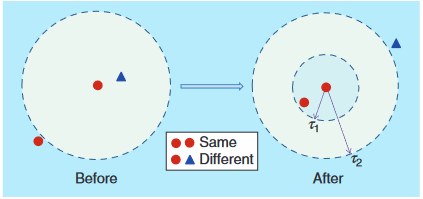 τ1
τ2
Same
Different
Before
After